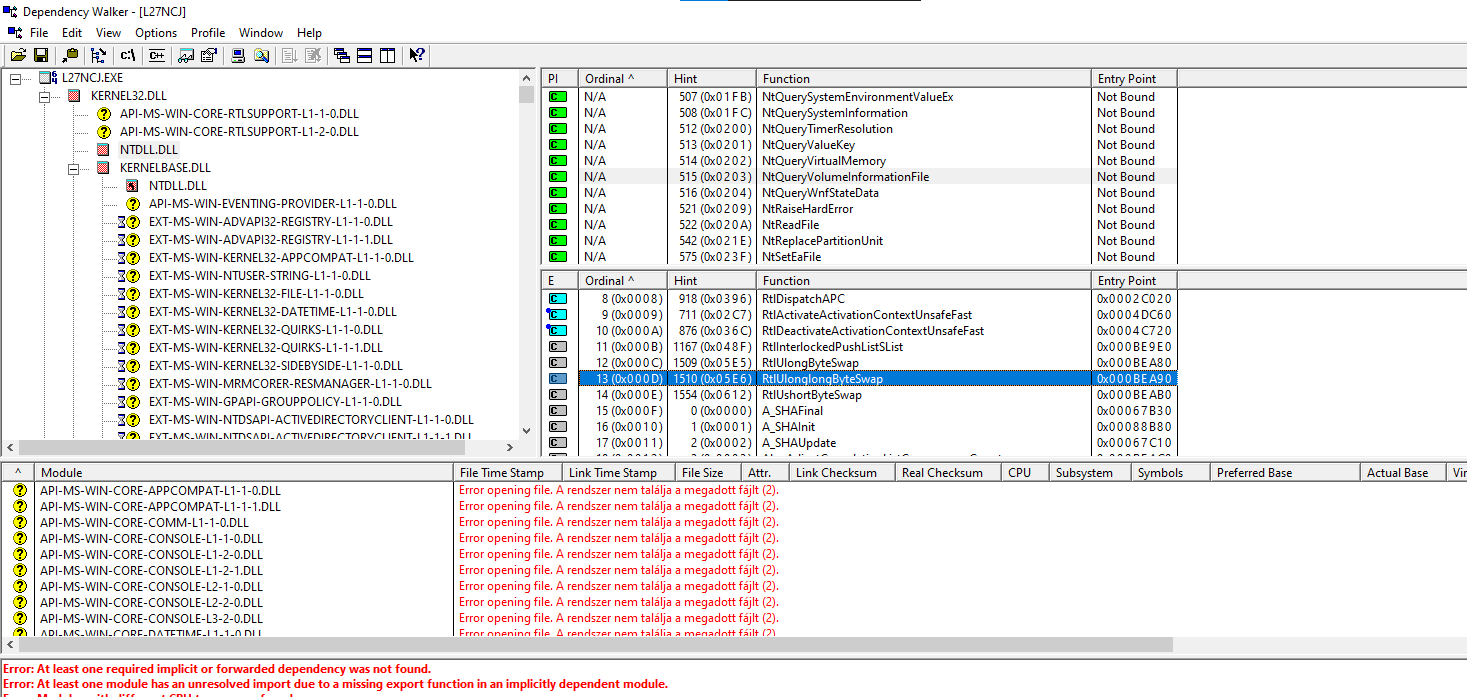 Dependency Walker - [L27NCJ]
File Edit View Options Profile Window Help
c:\ C++
L27NCJ.EXE
KERNEL32.DLL
API-MS-WIN-CORE-RTLSUPPORT-L1-1-0.DLL
API-MS-WIN-CORE-RTLSUPPORT-L1-2-0.DLL
NTDLL.DLL
KERNELBASE.DLL
NTDLL.DLL
API-MS-WIN-EVENTING-PROVIDER-L1-1-0.DLL
EXT-MS-WIN-ADVAPI32-REGISTRY-L1-1-0.DLL
EXT-MS-WIN-ADVAPI32-REGISTRY-L1-1-1.DLL
EXT-MS-WIN-KERNEL32-APPCOMPAT-L1-1-0.DLL
EXT-MS-WIN-NTUSER-STRING-L1-1-0.DLL
EXT-MS-WIN-KERNEL32-FILE-L1-1-0.DLL
EXT-MS-WIN-KERNEL32-DATETIME-L1-1-0.DLL
EXT-MS-WIN-KERNEL32-QUIRKS-L1-1-0.DLL
EXT-MS-WIN-KERNEL32-QUIRKS-L1-1-1.DLL
EXT-MS-WIN-KERNEL32-SIDEBYSIDE-L1-1-0.DLL
EXT-MS-WIN-MRMCORER-RESMANAGER-L1-1-0.DLL
EXT-MS-WIN-GPAPI-GROUPPOLICY-L1-1-0.DLL
EXT-MS-WIN-NTDSAPI-ACTIVEDIRECTORYCLIENT-L1-1-0.DLL
EXT-MS-WIN-NTDSAPI-ACTIVEDIRECTORYCLIENT-L1-1-1.DLL
PI Ordinal ^ Hint Function Entry Point
C N/A 507 (0x01FB) NtQuerySystemEnvironmentValueEx Not Bound
C N/A 508 (0x01FC) NtQuerySystemInformation Not Bound
C N/A 512 (0x0200) NtQueryTimerResolution Not Bound
C N/A 513 (0x0201) NtQueryValueKey Not Bound
C N/A 514 (0x0202) NtQueryVirtualMemory Not Bound
C N/A 515 (0x0203) NtQueryVolumeInformationFile Not Bound
C N/A 516 (0x0204) NtQueryWnfStateData Not Bound
C N/A 521 (0x0209) NtRaiseHardError Not Bound
C N/A 522 (0x020A) NtReadFile Not Bound
C N/A 542 (0x021E) NtReplacePartitionUnit Not Bound
C N/A 575 (0x023F) NtSetEaFile Not Bound
E Ordinal ^ Hint Function Entry Point
C 8 (0x0008) 918 (0x0396) RtlDispatchAPC 0x0002C020
C 9 (0x0009) 711 (0x02C7) RtlActivateActivationContextUnsafeFast 0x0004DC60
C 10 (0x000A) 876 (0x036C) RtlDeactivateActivationContextUnsafeFast 0x0004C720
C 11 (0x000B) 1167 (0x048F) RtlInterlockedPushListSList 0x000BE9E0
C 12 (0x000C) 1509 (0x05E5) RtlUlongByteSwap 0x000BEA80
C 13 (0x000D) 1510 (0x05E6) RtlUlonglongByteSwap 0x000BEA90
C 14 (0x000E) 1554 (0x0612) RtlUshortByteSwap 0x000BEAB0
C 15 (0x000F) 0 (0x0000) A_SHAFinal 0x00067B30
C 16 (0x0010) 1 (0x0001) A_SHAInit 0x00088B80
C 17 (0x0011) 2 (0x0002) A_SHAUpdate 0x00067C10
^ Module File Time Stamp Link Time Stamp File Size Attr. Link Checksum Real Checksum CPU Subsystem Symbols Preferred Base Actual Base Vir
API-MS-WIN-CORE-APPCOMPAT-L1-1-0.DLL Error opening file. A rendszer nem találja a megadott fájlt (2).
API-MS-WIN-CORE-APPCOMPAT-L1-1-1.DLL Error opening file. A rendszer nem találja a megadott fájlt (2).
API-MS-WIN-CORE-COMM-L1-1-0.DLL Error opening file. A rendszer nem találja a megadott fájlt (2).
API-MS-WIN-CORE-CONSOLE-L1-1-0.DLL Error opening file. A rendszer nem találja a megadott fájlt (2).
API-MS-WIN-CORE-CONSOLE-L1-2-0.DLL Error opening file. A rendszer nem találja a megadott fájlt (2).
API-MS-WIN-CORE-CONSOLE-L1-2-1.DLL Error opening file. A rendszer nem találja a megadott fájlt (2).
API-MS-WIN-CORE-CONSOLE-L2-1-0.DLL Error opening file. A rendszer nem találja a megadott fájlt (2).
API-MS-WIN-CORE-CONSOLE-L2-2-0.DLL Error opening file. A rendszer nem találja a megadott fájlt (2).
API-MS-WIN-CORE-CONSOLE-L3-2-0.DLL Error opening file. A rendszer nem találja a megadott fájlt (2).
API-MS-WIN-CORE-DATETIME-L1-1-0.DLL Error opening file. A rendszer nem találja a megadott fájlt (2).
Error: At least one required implicit or forwarded dependency was not found.
Error: At least one module has an unresolved import due to a missing export function in an implicitly dependent module.